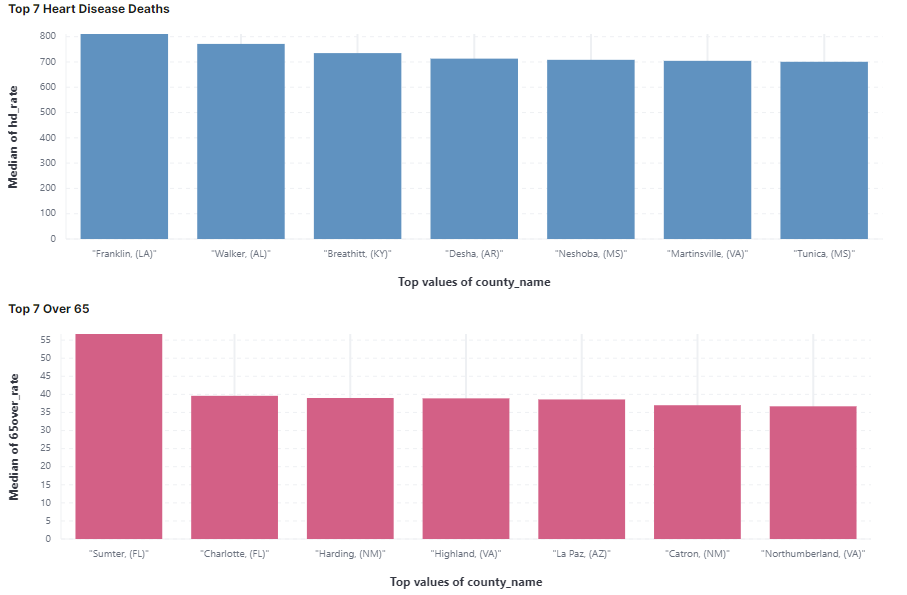 Top 7 Heart Disease Deaths
800
700
600
500
400
300
200
100
0
Median of hd_rate
"Franklin, (LA)" "Walker, (AL)" "Breathitt, (KY)" "Desha, (AR)" "Neshoba, (MS)" "Martinsville, (VA)" "Tunica, (MS)"
Top values of county_name
Top 7 Over 65
55
50
45
40
35
30
25
20
15
10
5
0
Median of 65over_rate
"Sumter, (FL)" "Charlotte, (FL)" "Harding, (NM)" "Highland, (VA)" "La Paz, (AZ)" "Catron, (NM)" "Northumberland, (VA)"
Top values of county_name